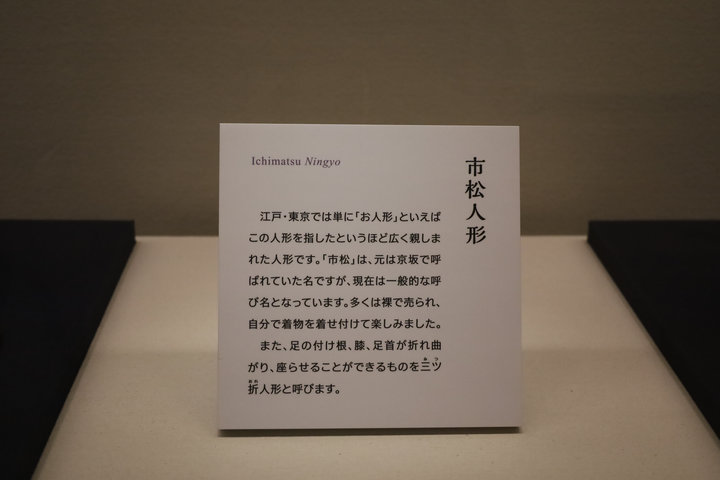 Ichimatsu Ningyo
市松人形
江戸・東京では単に「お人形」といえば
この人形を指したというほど広く親しま
れた人形です。「市松」は、元は京坂で呼
ばれていた名ですが、現在は一般的な呼
び名となっています。多くは裸で売られ、
自分で着物を着せ付けて楽しみました。
また、足の付け根、膝、足首が折れ曲
がり、座らせることができるものを三ツ
折人形と呼びます。